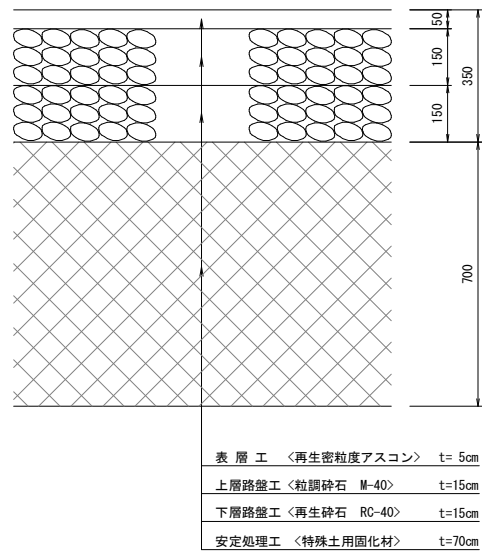 50
150
150
350
700
表 層 工 〈再生密粒度アスコン〉 t= 5cm
上層路盤工〈粒調砕石 M-40〉 t=15cm
下層路盤工〈再生砕石 RC-40〉 t=15cm
安定処理工〈特殊土用固化材〉 t=70cm